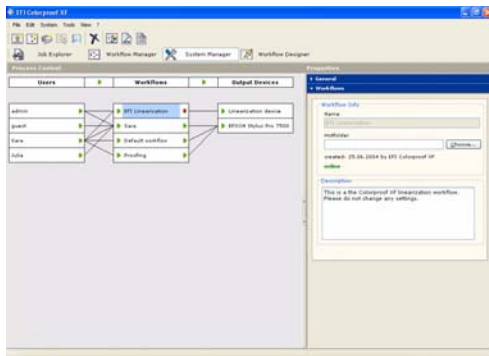 EFI Colorproof XF
File Edit System Tools View ?
Job Explorer Workflow Manager System Manager Workflow Designer
Process Control Properties
Users Workflows Output Devices
General
Workflows
admin EFI Linearization Linearization device
guest Sara EPSON Stylus Pro 7600
Sara Default workflow
Julia Proofing
Workflow Info
Name
EFI Linearization
Hotfolder
Choose...
created: 25.06.2004 by EFI Colorproof XF
online
Description
This is a the Colorproof XF linearization workflow.
Please do not change any settings.